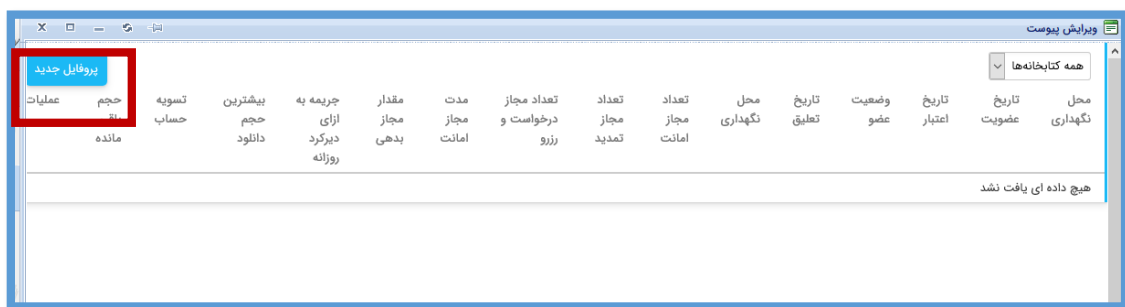 ویرایش پیوست
همه کتابخانه‌ها
پروفایل جدید
محل نگهداری
تاریخ عضویت
تاریخ اعتبار
وضعیت عضو
تاریخ تعلیق
محل نگهداری
تعداد مجاز امانت
تعداد مجاز تمدید
تعداد مجاز درخواست و رزرو
مدت مجاز امانت
مقدار مجاز بدهی
جریمه به ازای دیرکرد روزانه
بیشترین حجم دانلود
تسویه حساب
حجم مانده
عملیات
هیچ داده ای یافت نشد